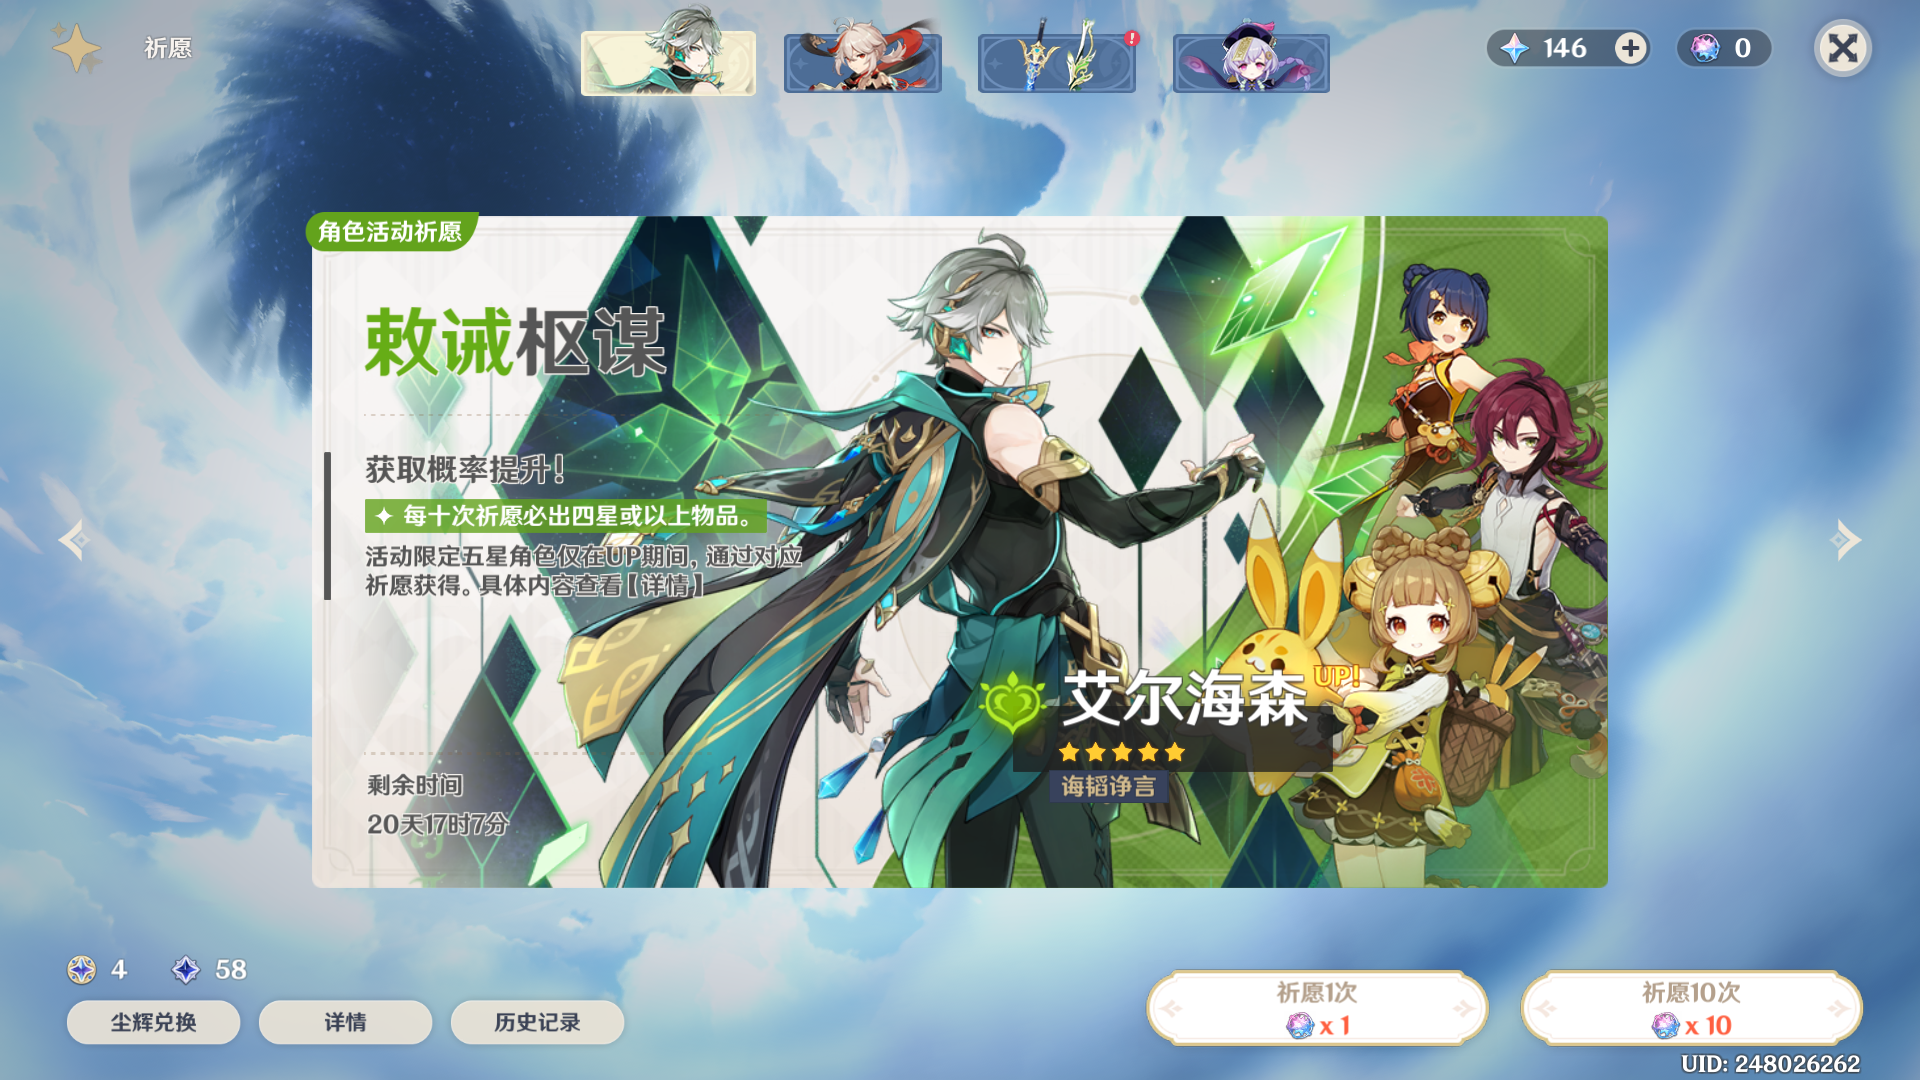 祈愿
!
146
0
角色活动祈愿
敕诫枢谋
获取概率提升!
每十次祈愿必出四星或以上物品。
活动限定五星角色仅在UP期间,通过对应
祈愿获得。具体内容查看【详情】
艾尔海森
UP!
诲韬诤言
剩余时间
20天17时7分
4
58
尘辉兑换
详情
历史记录
祈愿1次
x 1
祈愿10次
x 10
UID: 248026262